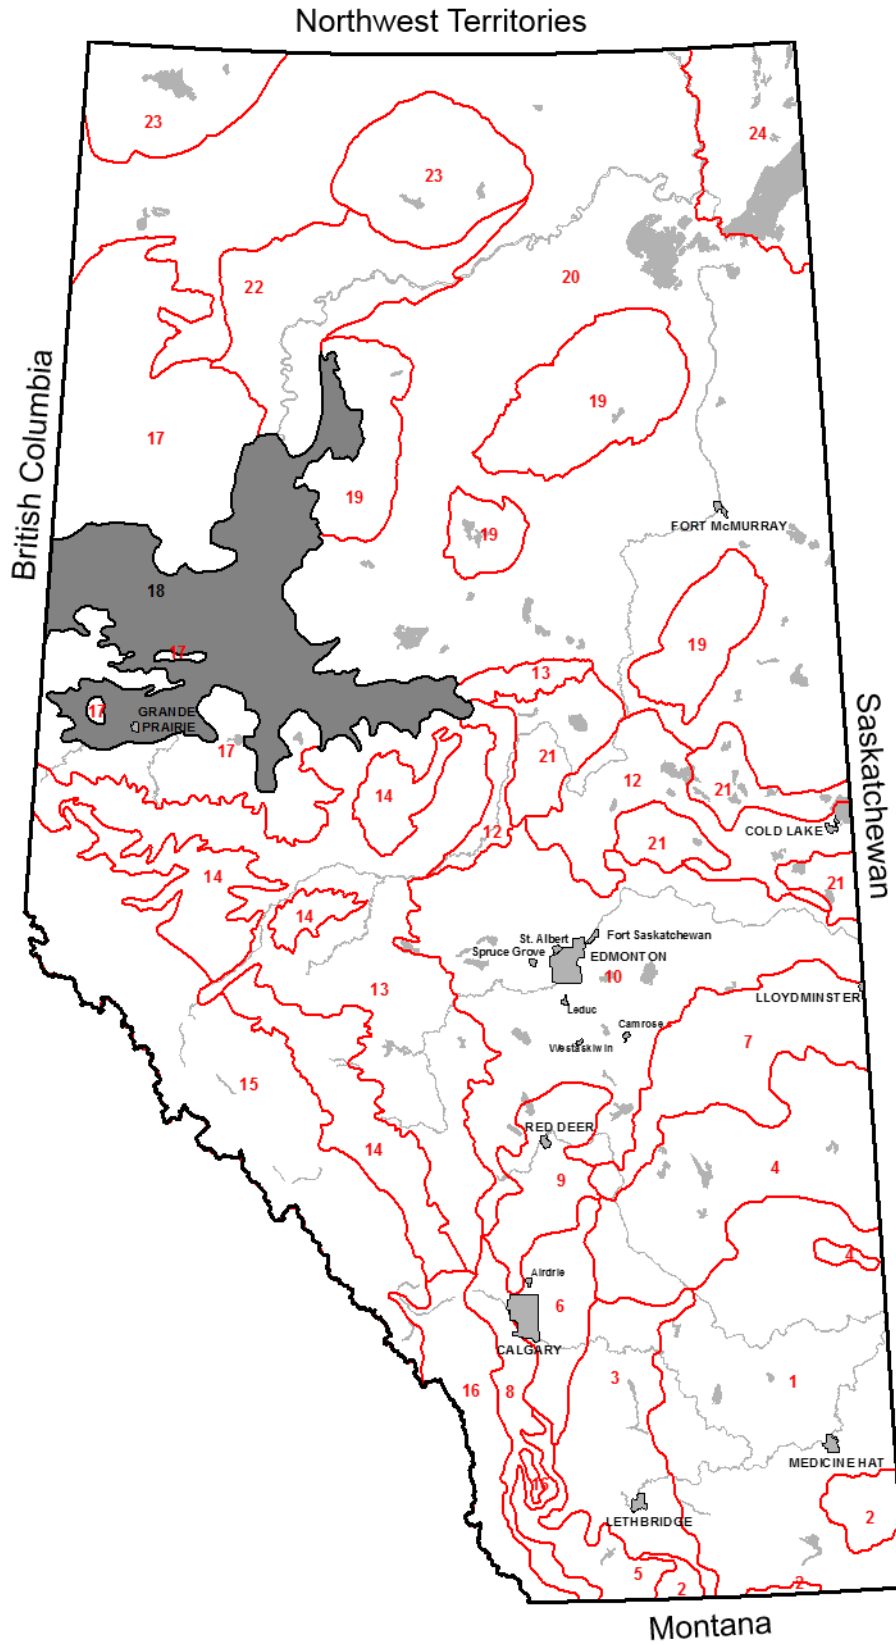 Northwest Territories
23
24
23
22
20
British Columbia
19
17
19
19
FORT McMURRAY
18
19
17
13
17
GRANDE
PRAIRIE
Saskatchewan
17
21
12
21
14
12
COLD LAKE
21
14
21
14
St. Albert
Fort Saskatchewan
Spruce Grove
EDMONTON
10
13
LLOYDMINSTER
Leduc
Camrose
7
Wetaskiwin
15
RED DEER
14
4
9
4
Airdrie
6
CALGARY
3
1
16
8
MEDICINE HAT
16
2
LETHBRIDGE
5
2
2
Montana